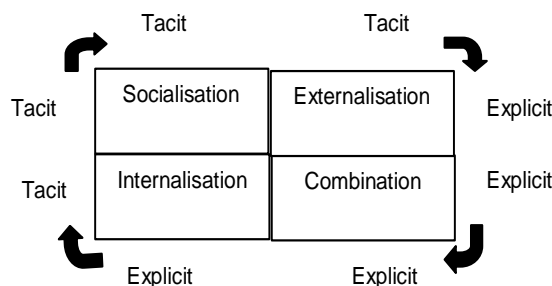 Tacit Tacit
Socialisation Externalisation
Tacit Explicit
Internalisation Combination Explicit
Tacit
Explicit Explicit